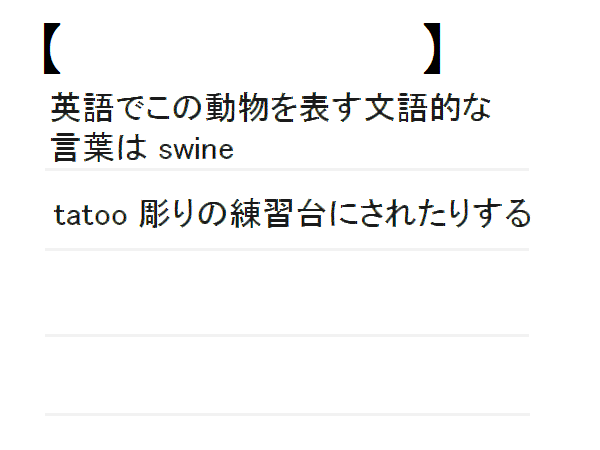 【 】
英語でこの動物を表す文語的な
言葉は swine
tatoo 彫りの練習台にされたりする